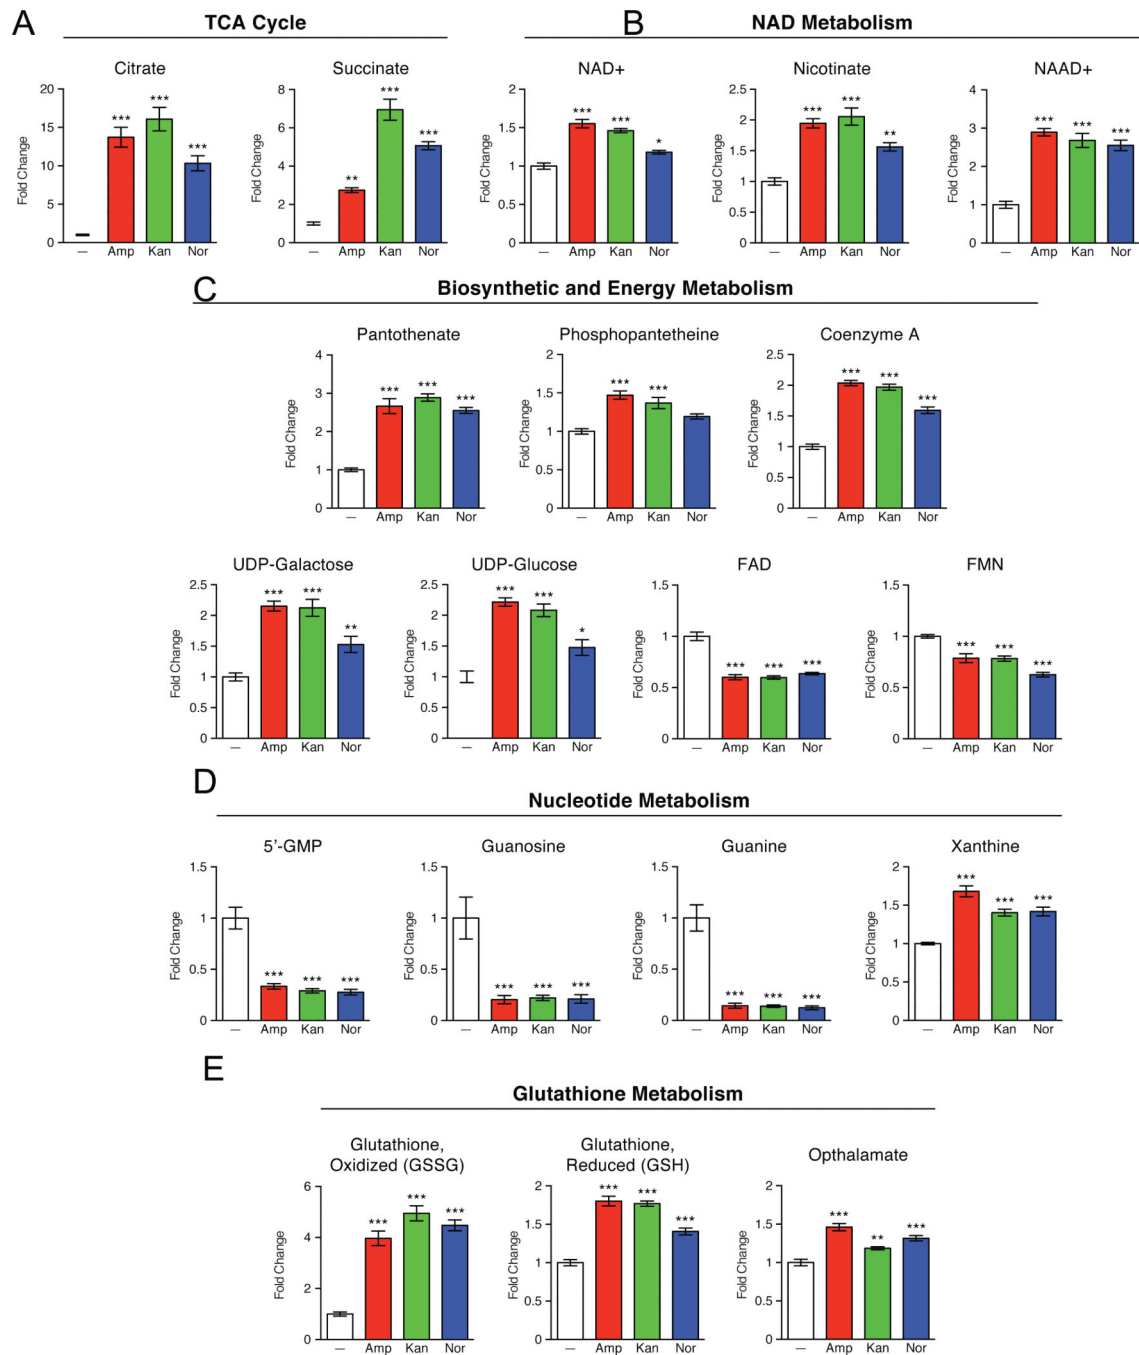 A
TCA Cycle
B
NAD Metabolism
Citrate
Fold Change
20
15
10
5
0
***
***
***
—
Amp
Kan
Nor
Succinate
Fold Change
8
6
4
2
0
**
***
***
—
Amp
Kan
Nor
NAD+
Fold Change
2
1.5
1
0.5
0
***
***
*
—
Amp
Kan
Nor
Nicotinate
Fold Change
2.5
2
1.5
1
0.5
0
***
***
**
—
Amp
Kan
Nor
NAAD+
Fold Change
4
3
2
1
0
***
***
***
—
Amp
Kan
Nor
C
Biosynthetic and Energy Metabolism
Pantothenate
Fold Change
4
3
2
1
0
***
***
***
—
Amp
Kan
Nor
Phosphopantetheine
Fold Change
2
1.5
1
0.5
0
***
***
—
Amp
Kan
Nor
Coenzyme A
Fold Change
2.5
2
1.5
1
0.5
0
***
***
***
—
Amp
Kan
Nor
UDP-Galactose
Fold Change
2.5
2
1.5
1
0.5
0
***
***
**
—
Amp
Kan
Nor
UDP-Glucose
Fold Change
2.5
2
1.5
1
0.5
0
***
***
*
—
Amp
Kan
Nor
FAD
Fold Change
1.5
1
0.5
0
***
***
***
—
Amp
Kan
Nor
FMN
Fold Change
1.5
1
0.5
0
***
***
***
—
Amp
Kan
Nor
D
Nucleotide Metabolism
5’-GMP
Fold Change
1.5
1
0.5
0
***
***
***
—
Amp
Kan
Nor
Guanosine
Fold Change
1.5
1
0.5
0
***
***
***
—
Amp
Kan
Nor
Guanine
Fold Change
1.5
1
0.5
0
***
***
***
—
Amp
Kan
Nor
Xanthine
Fold Change
2
1.5
1
0.5
0
***
***
***
—
Amp
Kan
Nor
E
Glutathione Metabolism
Glutathione,
Oxidized (GSSG)
Fold Change
6
4
2
0
***
***
***
—
Amp
Kan
Nor
Glutathione,
Reduced (GSH)
Fold Change
2
1.5
1
0.5
0
***
***
***
—
Amp
Kan
Nor
Opthalamate
Fold Change
2
1.5
1
0.5
0
***
**
***
—
Amp
Kan
Nor